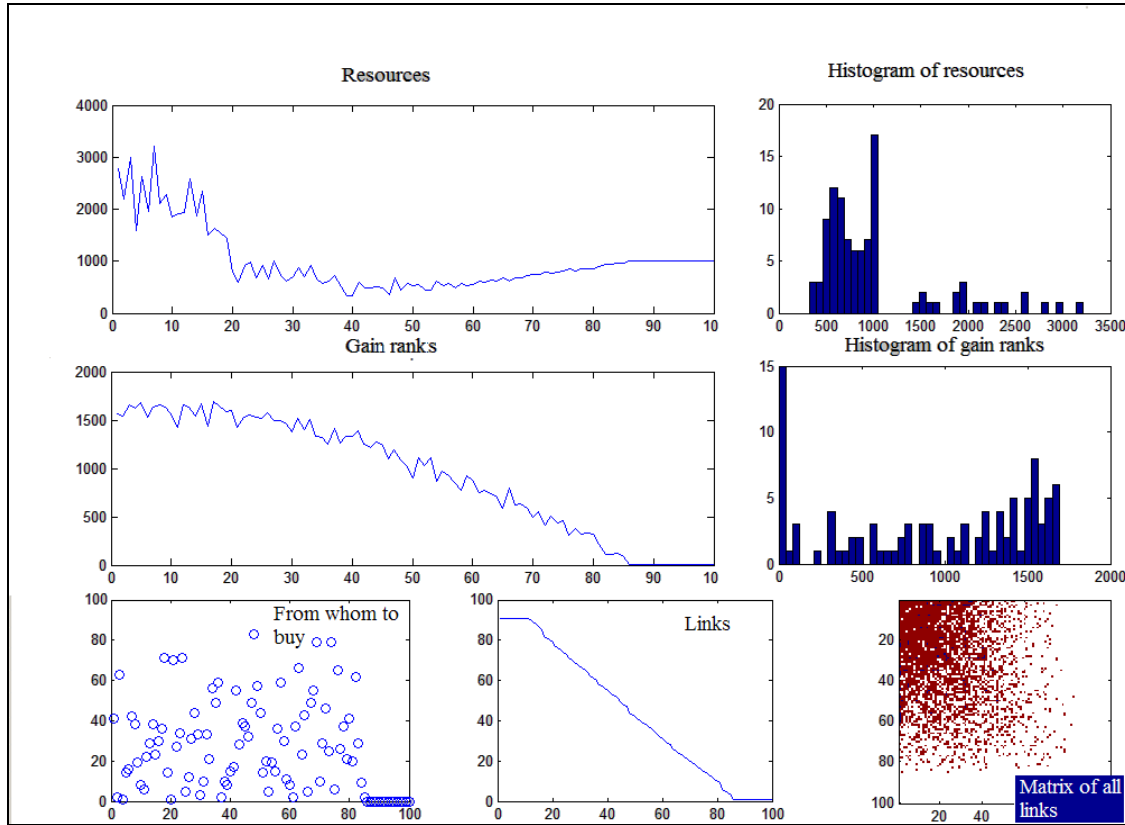 Resources
Histogram of resources
4000
3000
2000
1000
0
0 10 20 30 40 50 60 70 80 90 10
20
15
10
5
0
0 500 1000 1500 2000 2500 3000 3500
Gain ranks
Histogram of gain ranks
2000
1500
1000
500
0
0 10 20 30 40 50 60 70 80 90 10
15
10
5
0
0 500 1000 1500 2000
From whom to
buy
100
80
60
40
20
0
0 20 40 60 80 100
Links
100
80
60
40
20
0
0 20 40 60 80 100
20
40
60
80
100
20 40
Matrix of all
links